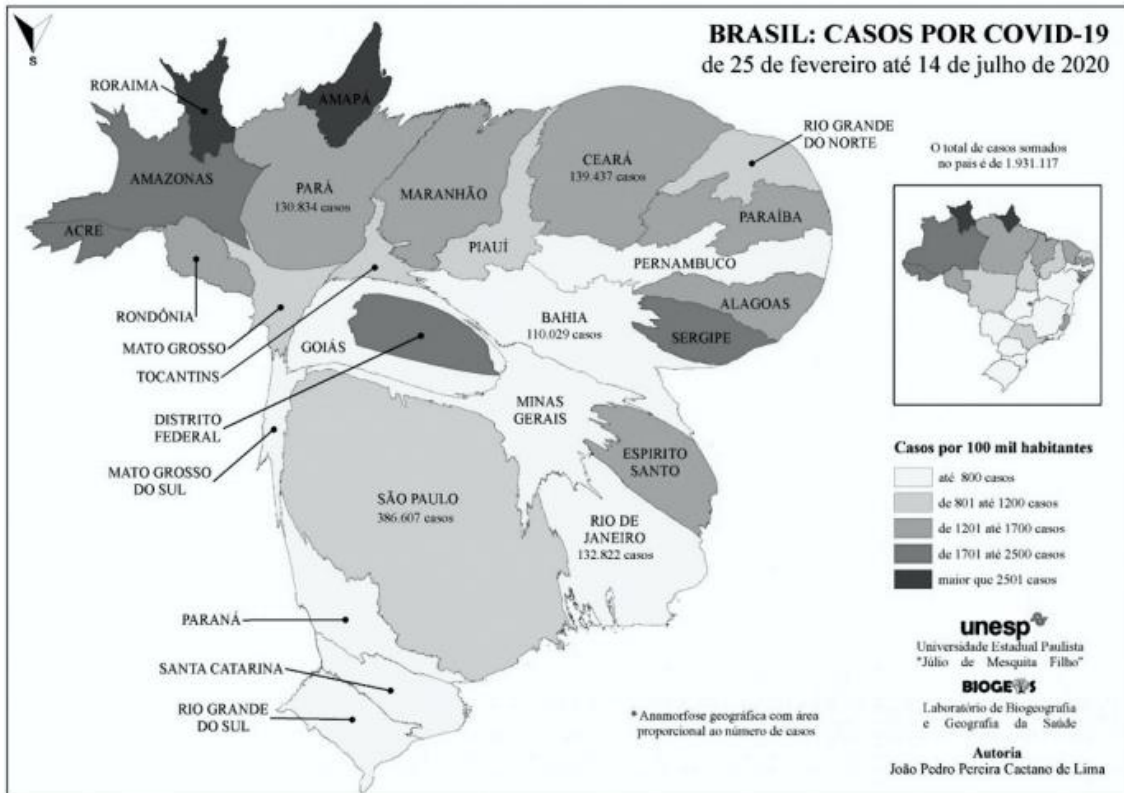 BRASIL: CASOS POR COVID-19
de 25 de fevereiro até 14 de julho de 2020
S
RORAIMA
AMAPÁ
RIO GRANDE
DO NORTE
CEARÁ
139.437 casos
AMAZONAS
PARÁ
130.834 casos
MARANHÃO
PARAÍBA
ACRE
PIAUÍ
PERNAMBUCO
RONDÔNIA
ALAGOAS
BAHIA
110.029 casos
SERGIPE
MATO GROSSO
GOIÁS
TOCANTINS
MINAS
GERAIS
DISTRITO
FEDERAL
ESPIRITO
SANTO
MATO GROSSO
DO SUL
SÃO PAULO
386.607 casos
RIO DE
JANEIRO
132.822 casos
PARANÁ
SANTA CATARINA
RIO GRANDE
DO SUL
* Anamorfose geográfica com área
proporcional ao número de casos
O total de casos somados
no país é de 1.931.117
Casos por 100 mil habitantes
até 800 casos
de 801 até 1200 casos
de 1201 até 1700 casos
de 1701 até 2500 casos
maior que 2501 casos
unesp
Universidade Estadual Paulista
"Júlio de Mesquita Filho"
BIOGEOS
Laboratório de Biogeografia
e Geografia da Saúde
Autoria
João Pedro Pereira Caetano de Lima